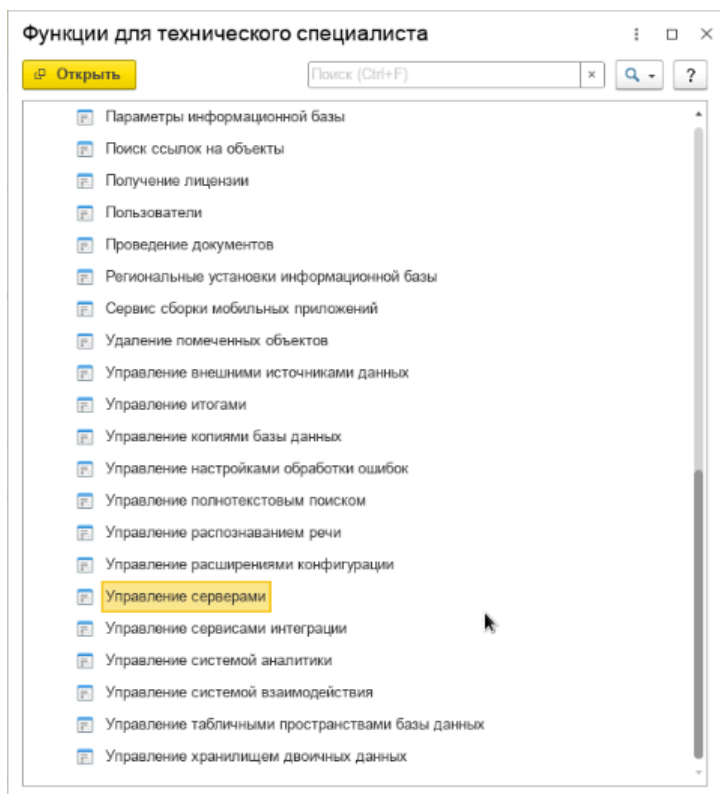 Функции для технического специалиста
Открыть
Поиск (Ctrl+F)
?
Параметры информационной базы
Поиск ссылок на объекты
Получение лицензии
Пользователи
Проведение документов
Региональные установки информационной базы
Сервис сборки мобильных приложений
Удаление помеченных объектов
Управление внешними источниками данных
Управление итогами
Управление копиями базы данных
Управление настройками обработки ошибок
Управление полнотекстовым поиском
Управление распознаванием речи
Управление расширениями конфигурации
Управление серверами
Управление сервисами интеграции
Управление системой аналитики
Управление системой взаимодействия
Управление табличными пространствами базы данных
Управление хранилищем двоичных данных